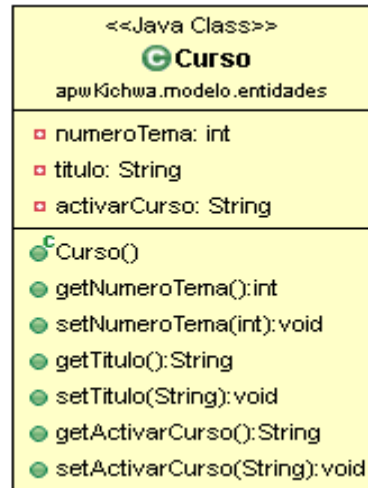 <<Java Class>>
C Curso
apwKichwa.modelo.entidades
numeroTema: int
titulo: String
activarCurso: String
C Curso()
getNumeroTema():int
setNumeroTema(int):void
getTitulo():String
setTitulo(String):void
getActivarCurso():String
setActivarCurso(String):void